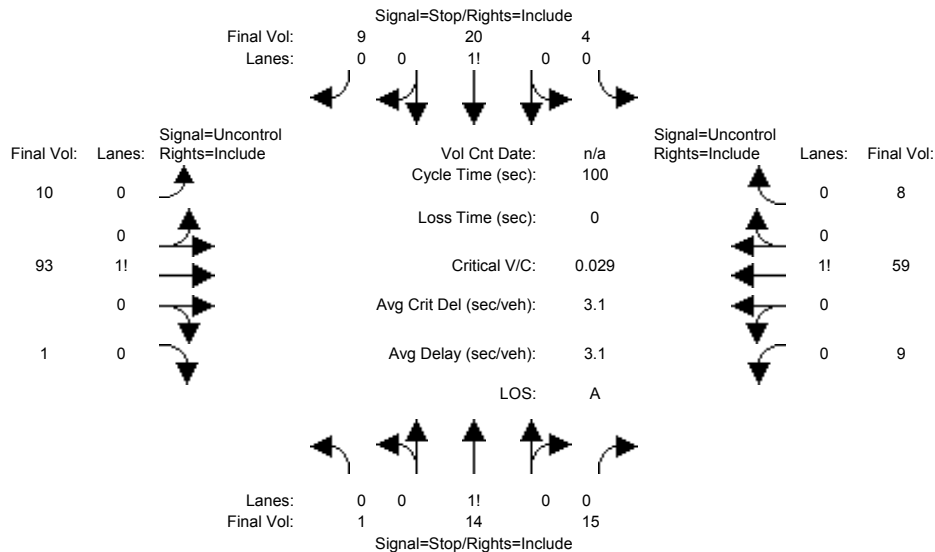 Signal=Stop/Rights=Include
Final Vol: 9 20 4
Lanes: 0 0 1! 0 0
Signal=Uncontrol Signal=Uncontrol
Final Vol: Lanes: Rights=Include Vol Cnt Date: n/a Rights=Include Lanes: Final Vol:
Cycle Time (sec): 100
10 0 0 8
Loss Time (sec): 0
0 0
93 1! Critical V/C: 0.029 1! 59
0 Avg Crit Del (sec/veh): 3.1 0
1 0 Avg Delay (sec/veh): 3.1 0 9
LOS: A
Lanes: 0 0 1! 0 0
Final Vol: 1 14 15
Signal=Stop/Rights=Include